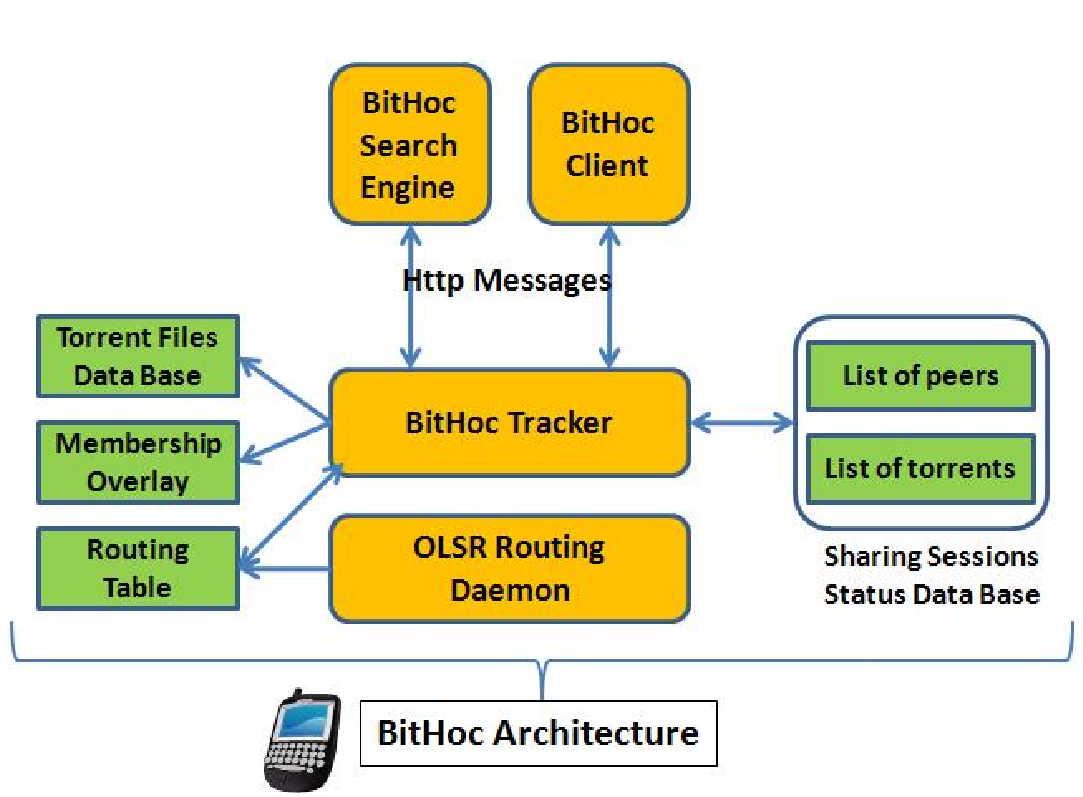 BitHoc
Search
Engine
BitHoc
Client
Http Messages
Torrent Files
Data Base
Membership
Overlay
Routing
Table
BitHoc Tracker
OLSR Routing
Daemon
List of peers
List of torrents
Sharing Sessions
Status Data Base
BitHoc Architecture